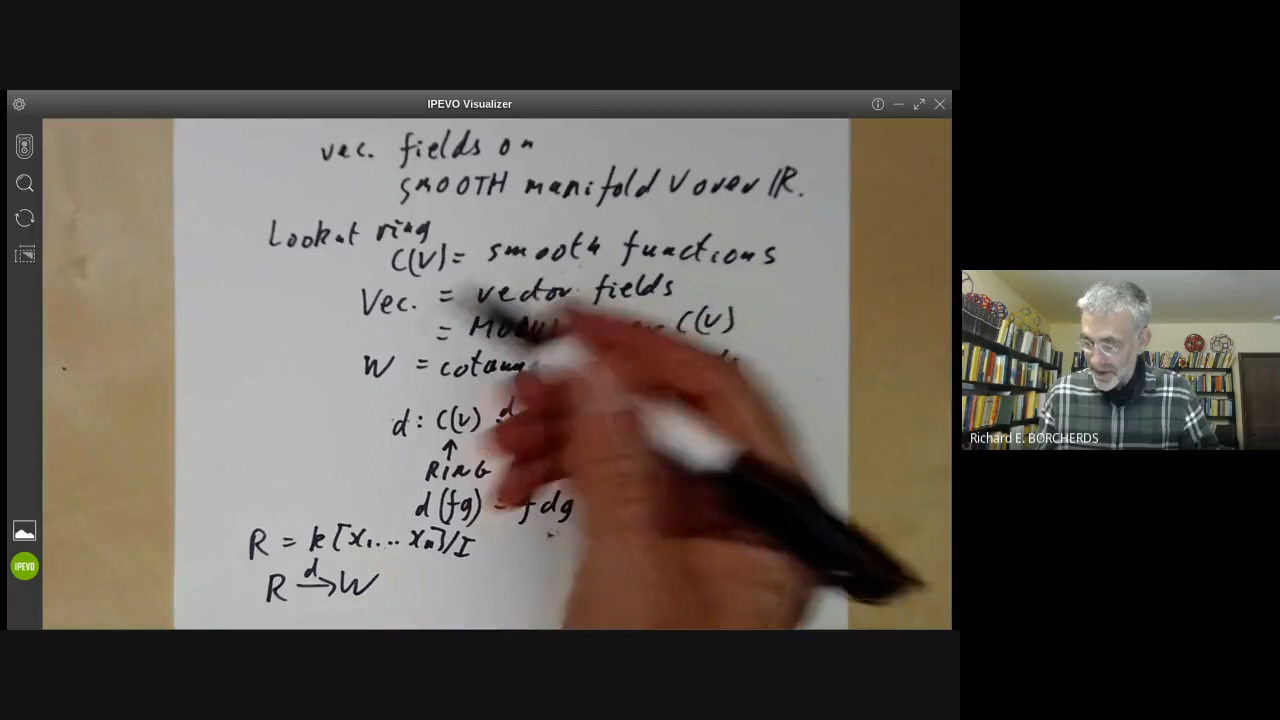 IPEVO Visualizer
vec. fields on
SMOOTH manifold V over IR.
Look at ring
C(V) = smooth functions
Vec. = vector fields
= C(V)
W =
d: C(V) d
↑
RING
d(fg) = fdg
R = k[x₁...xₙ]/I
R →ᵈ W
IPEVO
Richard E. BORCHERDS